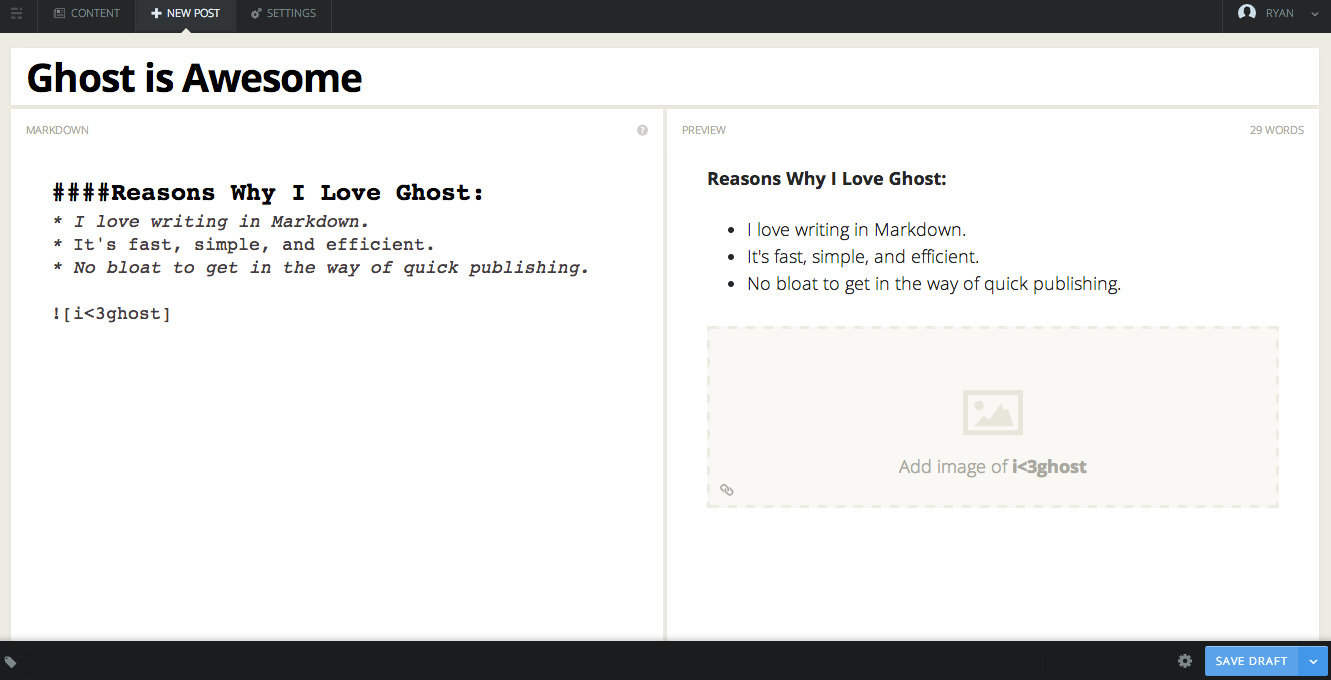 CONTENT NEW POST SETTINGS RYAN
Ghost is Awesome
MARKDOWN
####Reasons Why I Love Ghost:
* I love writing in Markdown.
* It's fast, simple, and efficient.
* No bloat to get in the way of quick publishing.
![i<3ghost]
PREVIEW 29 WORDS
Reasons Why I Love Ghost:
• I love writing in Markdown.
• It's fast, simple, and efficient.
• No bloat to get in the way of quick publishing.
Add image of i<3ghost
SAVE DRAFT